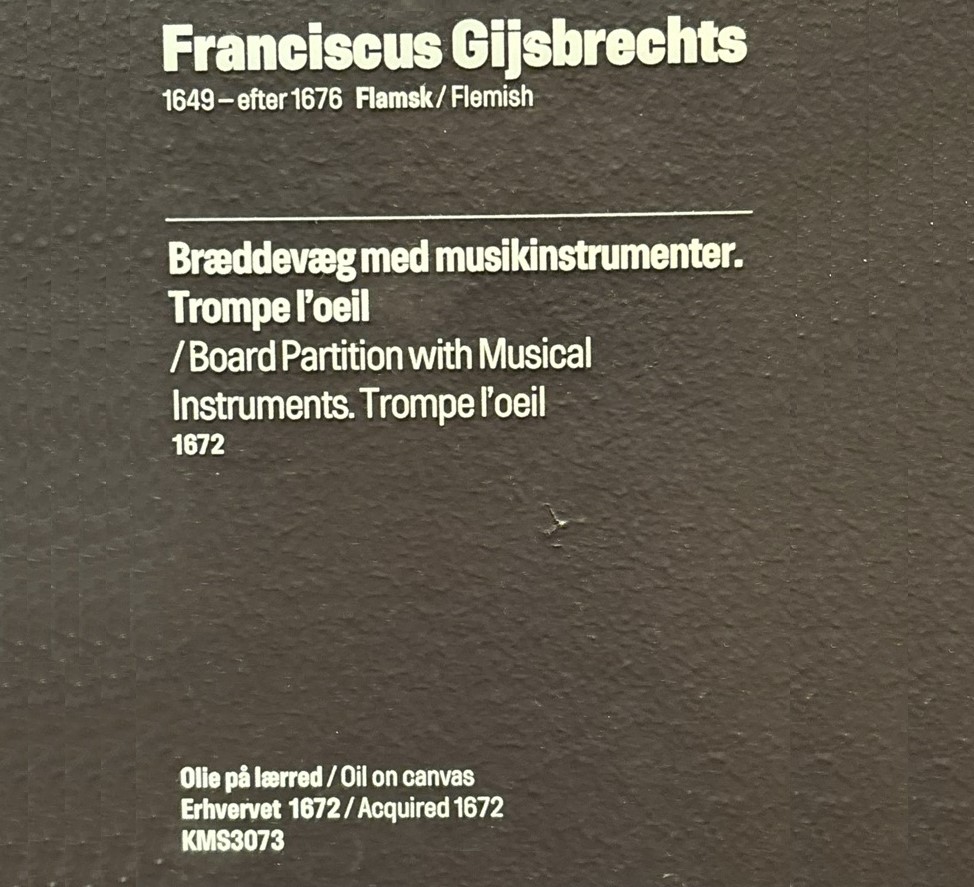 Franciscus Gijsbrechts
1649 – efter 1676 Flamsk / Flemish
Bræddevæg med musikinstrumenter.
Trompe l'oeil
/ Board Partition with Musical
Instruments. Trompe l'oeil
1672
Olie på lærred / Oil on canvas
Erhvervet 1672 / Acquired 1672
KMS3073